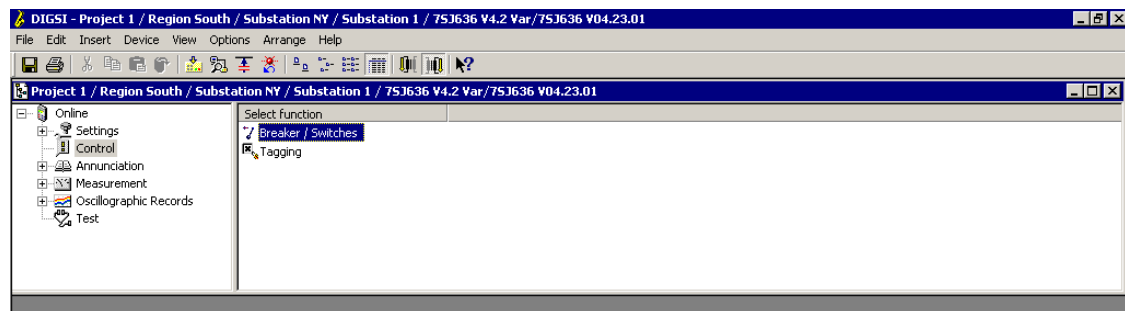 DIGSI - Project 1 / Region South / Substation NY / Substation 1 / 7SJ636 V4.2 Var/7SJ636 V04.23.01
File Edit Insert Device View Options Arrange Help
Project 1 / Region South / Substation NY / Substation 1 / 7SJ636 V4.2 Var/7SJ636 V04.23.01
Online
Settings
Control
Annunciation
Measurement
Oscillographic Records
Test
Select function
Breaker / Switches
Tagging